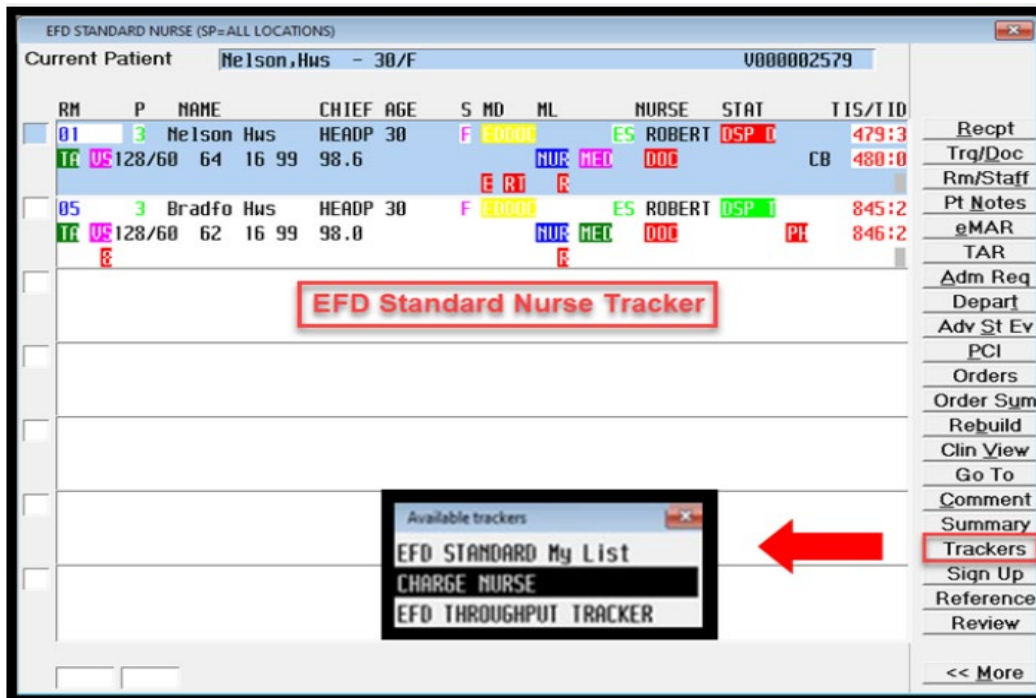 EFD STANDARD NURSE (SP=ALL LOCATIONS)
Current Patient Nelson,Hws - 30/F V000002579
RM P NAME CHIEF AGE S MD ML NURSE STAT TIS/TID
01 3 Nelson Hws HEADP 30 F EDDOC ES ROBERT DSP D 479:3
TA VS 128/60 64 16 99 98.6 NUR MED DOC CB 480:0
E RT R
05 3 Bradfo Hws HEADP 30 F EDDOC ES ROBERT DSP T 845:2
TA VS 128/60 62 16 99 98.0 NUR MED DOC PH 846:2
8 R
EFD Standard Nurse Tracker
Available trackers
EFD STANDARD My List
CHARGE NURSE
EFD THROUGHPUT TRACKER
Recpt
Trg/Doc
Rm/Staff
Pt Notes
eMAR
TAR
Adm Req
Depart
Adv St Ev
PCI
Orders
Order Sum
Rebuild
Clin View
Go To
Comment
Summary
Trackers
Sign Up
Reference
Review
<< More